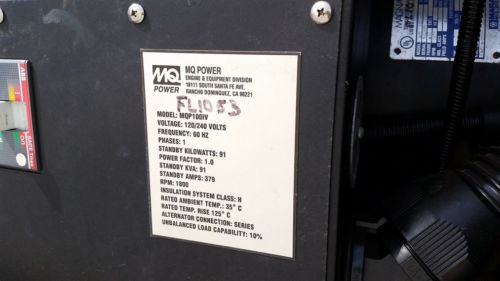 MQ
POWER
MQ POWER
ENGINE & EQUIPMENT DIVISION
18111 SOUTH SANTA FE AVE.
RANCHO DOMINGUEZ, CA 90221
FL1053
MODEL: MQP100IV
VOLTAGE: 120/240 VOLTS
FREQUENCY: 60 HZ
PHASES: 1
STANDBY KILOWATTS: 91
POWER FACTOR: 1.0
STANDBY KVA: 91
STANDBY AMPS: 379
RPM: 1800
INSULATION SYSTEM CLASS: H
RATED AMBIENT TEMP.: 35° C
RATED TEMP. RISE 125° C
ALTERNATOR CONNECTION: SERIES
UNBALANCED LOAD CAPABILITY: 10%
ABB